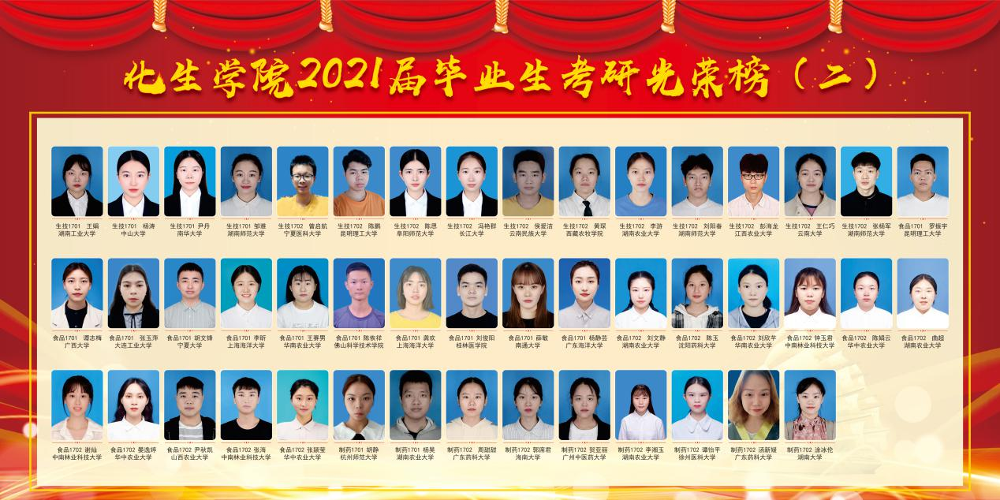 化生学院2021届毕业生考研光荣榜（二）
生技1701 王娟
湖南工业大学
生技1701 杨涛
中山大学
生技1701 尹丹
南华大学
生技1701 邹雅
湖南师范大学
生技1702 曾启航
宁夏医科大学
生技1702 陈鹏
昆明理工大学
生技1702 陈思
阜阳师范大学
生技1702 冯艳群
长江大学
生技1702 侯爱洁
云南民族大学
生技1702 黄琛
西藏农牧学院
生技1702 李游
湖南农业大学
生技1702 刘阳春
湖南师范大学
生技1702 彭海龙
江西农业大学
生技1702 王仁巧
云南大学
生技1702 张杨军
湖南师范大学
食品1701 罗振宇
昆明理工大学
食品1701 谭志梅
广西大学
食品1701 张玉萍
大连工业大学
食品1701 胡文锋
宁夏大学
食品1701 李昕
上海海洋大学
食品1701 王赛男
华南农业大学
食品1701 陈恢祥
佛山科学技术学院
食品1701 龚欢
上海海洋大学
食品1701 刘俊阳
桂林医学院
食品1701 薛敏
南通大学
食品1701 杨静芸
广东海洋大学
食品1702 刘文静
湖南农业大学
食品1702 陈玉
沈阳药科大学
食品1702 刘欣芊
华南农业大学
食品1702 钟玉君
中南林业科技大学
食品1702 陈娟云
华中农业大学
食品1702 曲超
湖南农业大学
食品1702 谢灿
中南林业科技大学
食品1702 晏逸婷
华中农业大学
食品1702 尹秋凯
山西农业大学
食品1702 张海
中南林业科技大学
食品1702 张颖莹
华中农业大学
制药1701 胡静
杭州师范大学
制药1701 杨昊
湖南农业大学
制药1702 周甜甜
广东药科大学
制药1702 郭席君
海南大学
制药1702 贺亚丽
广州中医药大学
制药1702 李湘玉
湖南农业大学
制药1702 谭怡平
徐州医科大学
制药1702 汤新媛
广东药科大学
制药1702 涂冰伦
湖南大学